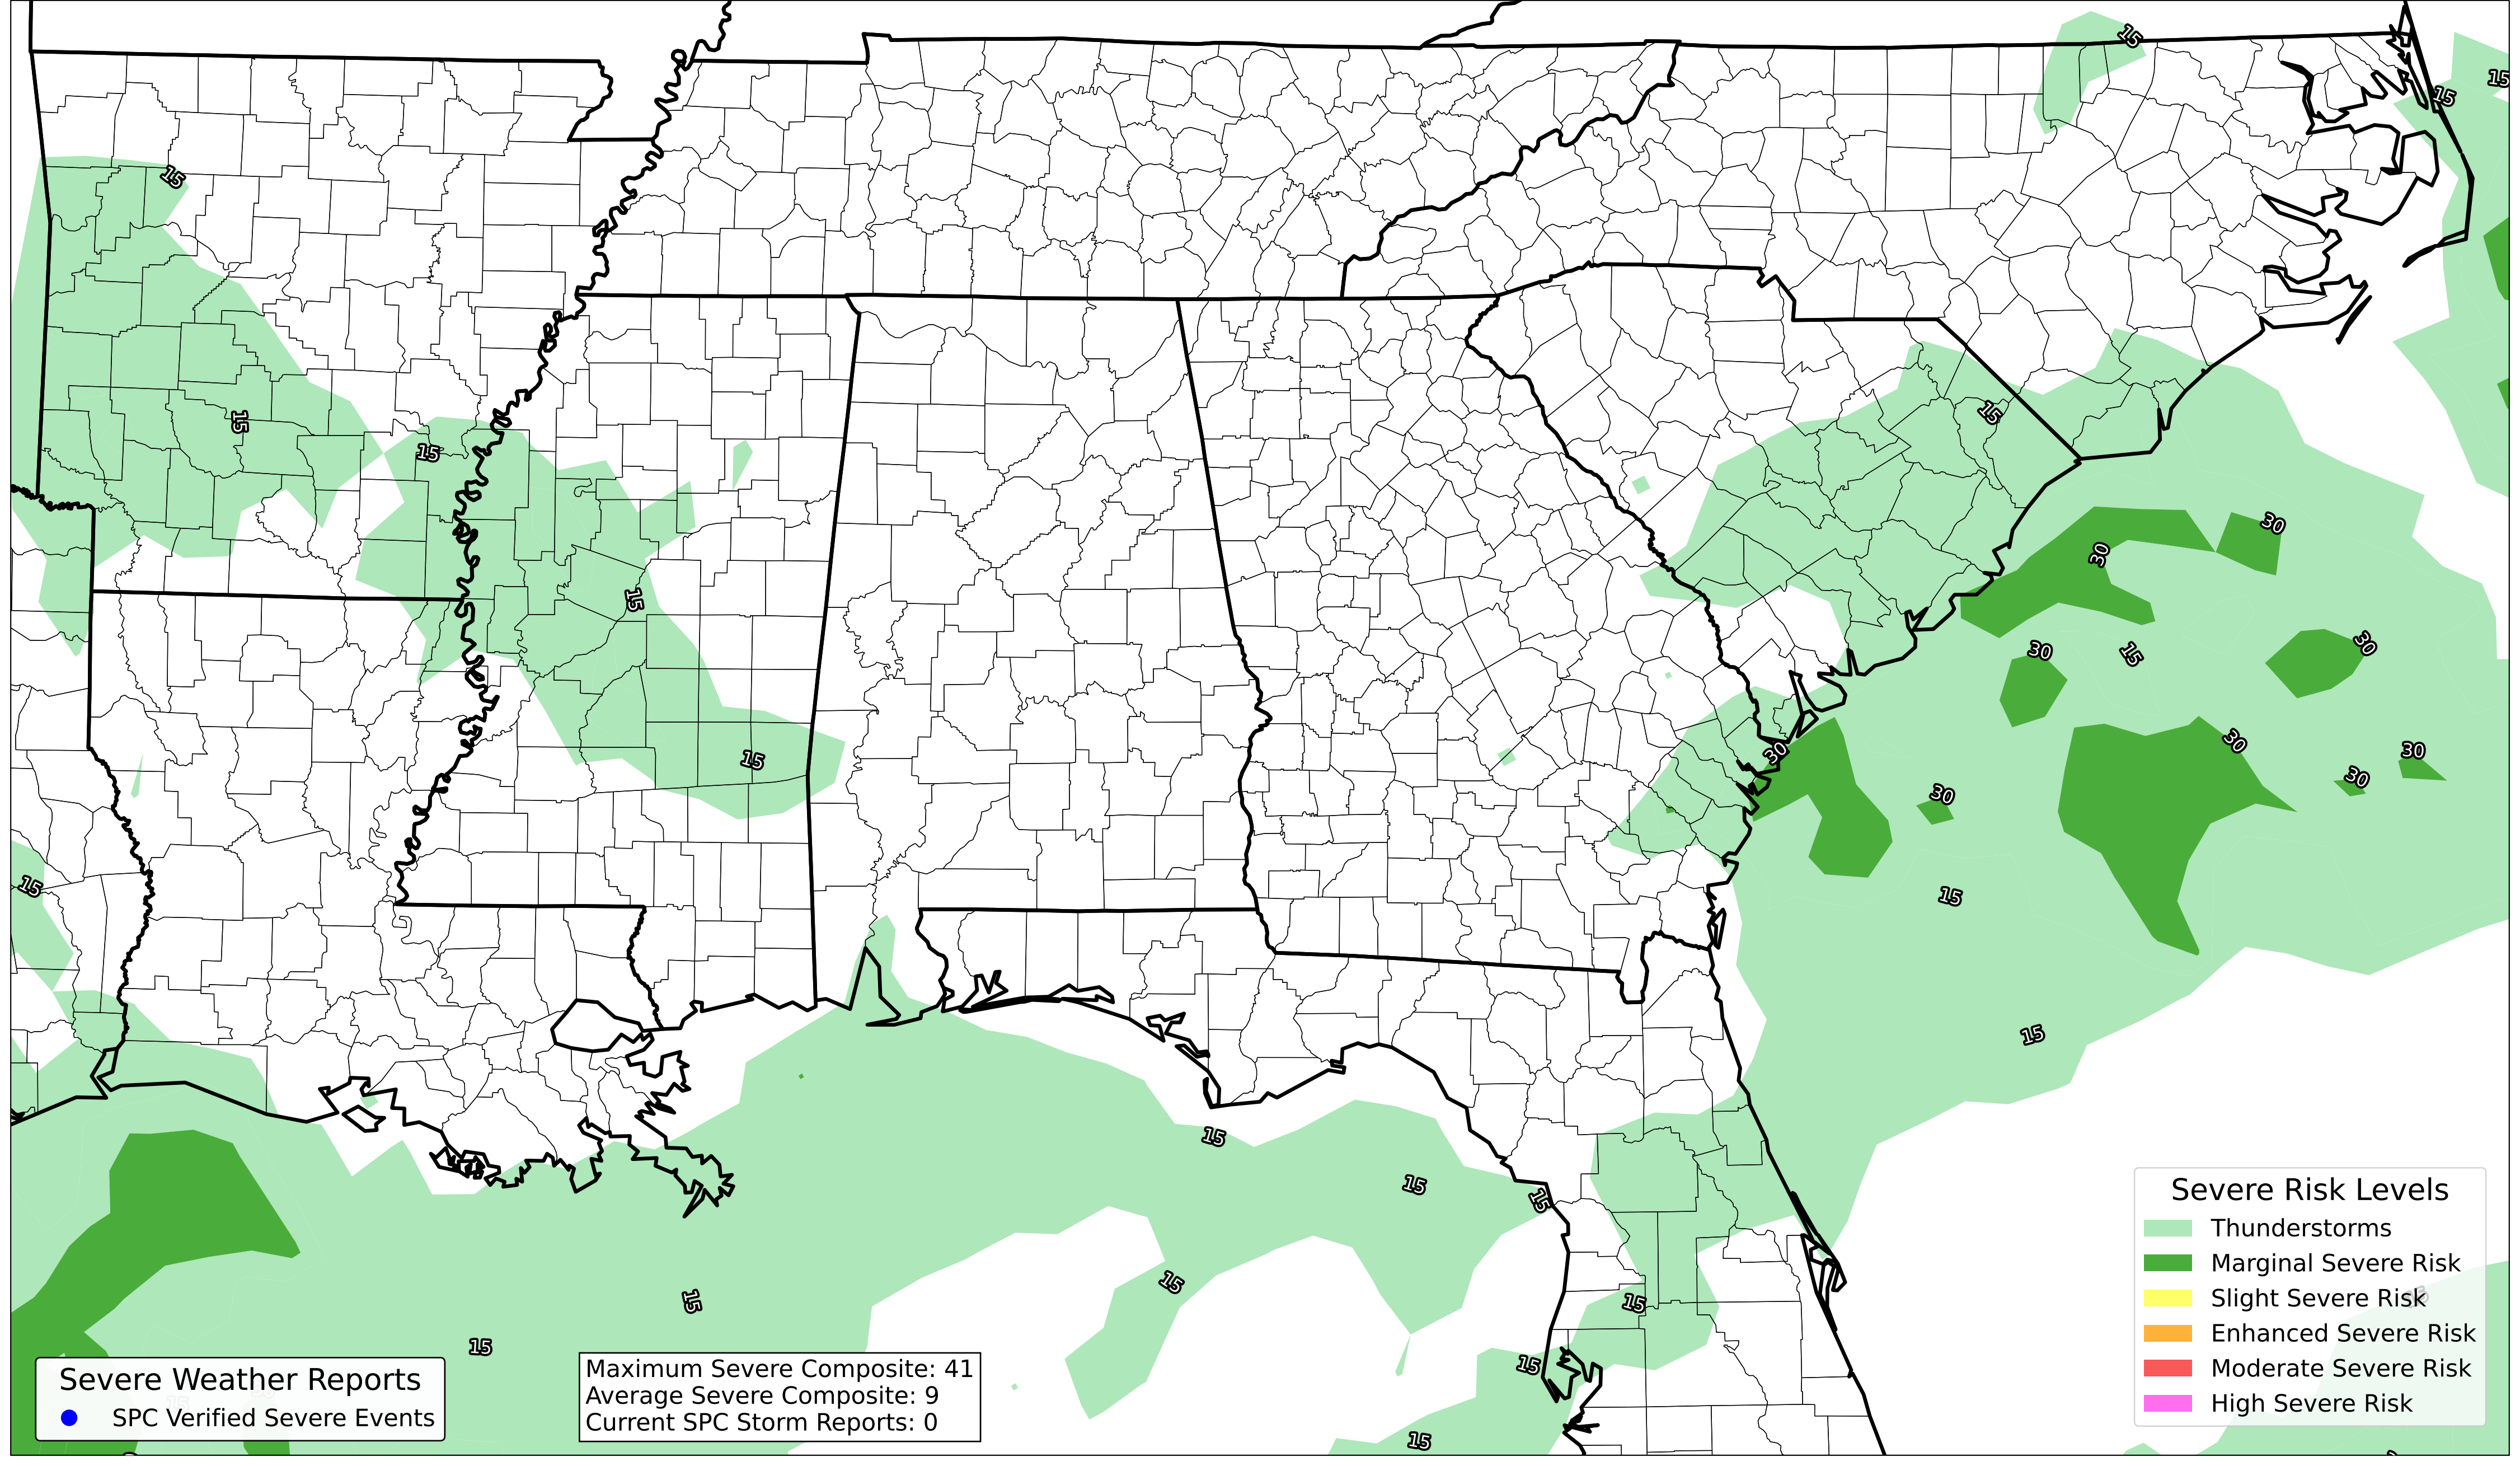 15
15
15
15
15
15
15
30
30
15
30
15
30
30
15
30
30
30
30
15
15
15
15
15
15
15
15
15
15
15
15
Severe Weather Reports
SPC Verified Severe Events
Maximum Severe Composite: 41
Average Severe Composite: 9
Current SPC Storm Reports: 0
Severe Risk Levels
Thunderstorms
Marginal Severe Risk
Slight Severe Risk
Enhanced Severe Risk
Moderate Severe Risk
High Severe Risk